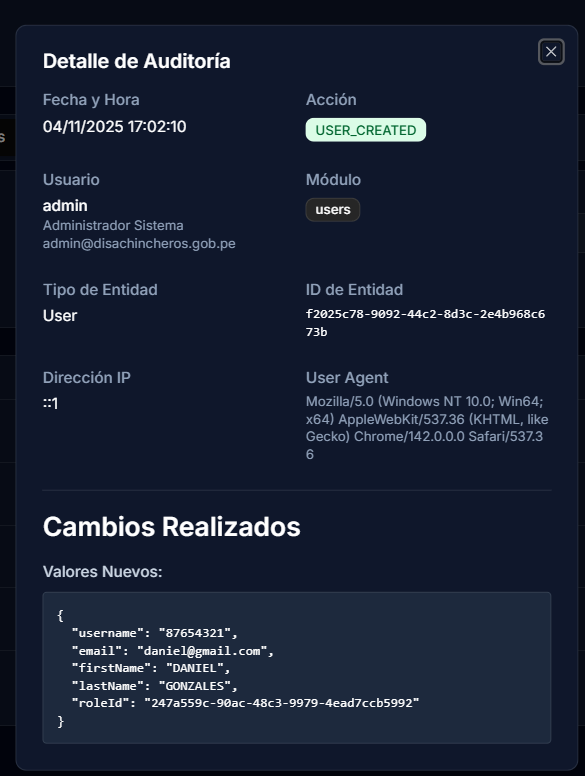 s
Detalle de Auditoría
Fecha y Hora
Acción
04/11/2025 17:02:10
USER_CREATED
Usuario
Módulo
admin
users
Administrador Sistema
admin@disachincheros.gob.pe
Tipo de Entidad
ID de Entidad
User
f2025c78-9092-44c2-8d3c-2e4b968c6
73b
Dirección IP
User Agent
::1
Mozilla/5.0 (Windows NT 10.0; Win64;
x64) AppleWebKit/537.36 (KHTML, like
Gecko) Chrome/142.0.0.0 Safari/537.3
6
Cambios Realizados
Valores Nuevos:
{
"username": "87654321",
"email": "daniel@gmail.com",
"firstName": "DANIEL",
"lastName": "GONZALES",
"roleId": "247a559c-90ac-48c3-9979-4ead7ccb5992"
}